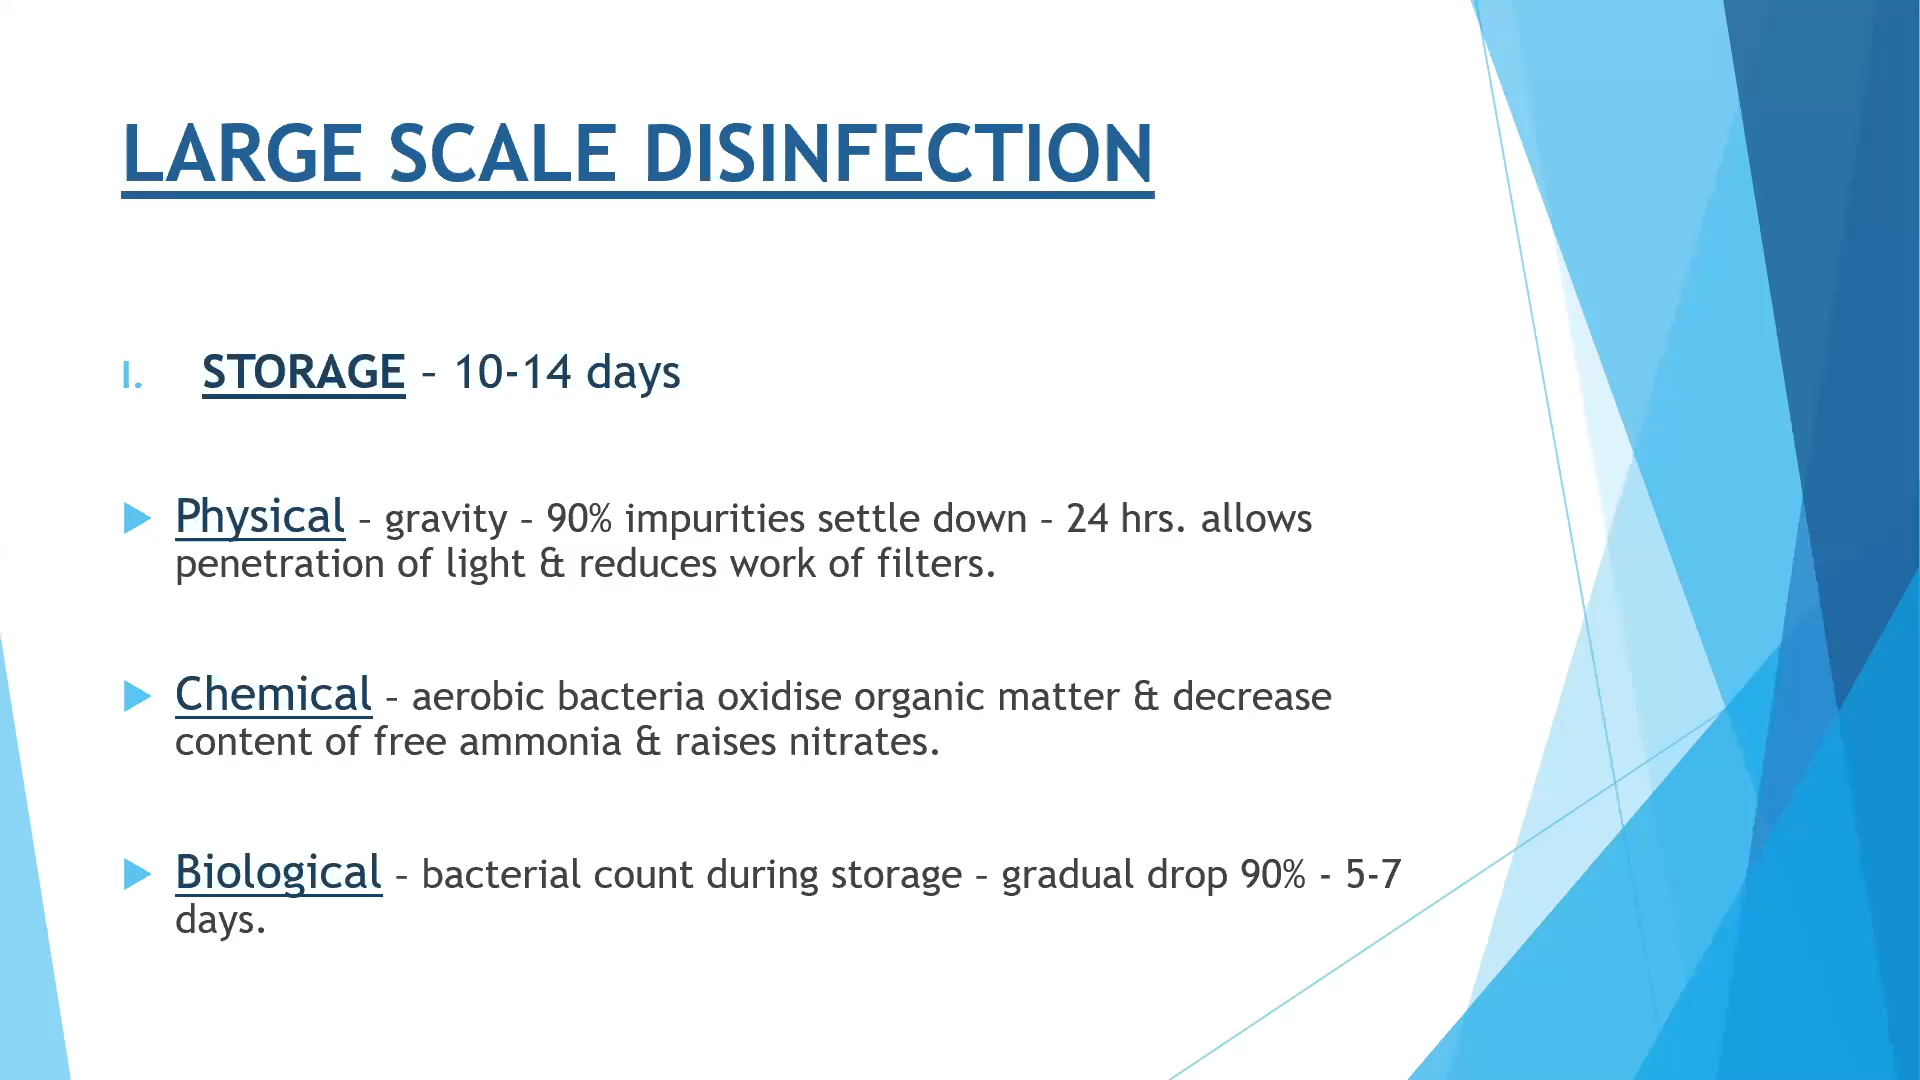 LARGE SCALE DISINFECTION
I. STORAGE – 10-14 days
Physical – gravity – 90% impurities settle down – 24 hrs. allows
penetration of light & reduces work of filters.
Chemical – aerobic bacteria oxidise organic matter & decrease
content of free ammonia & raises nitrates.
Biological – bacterial count during storage – gradual drop 90% - 5-7
days.